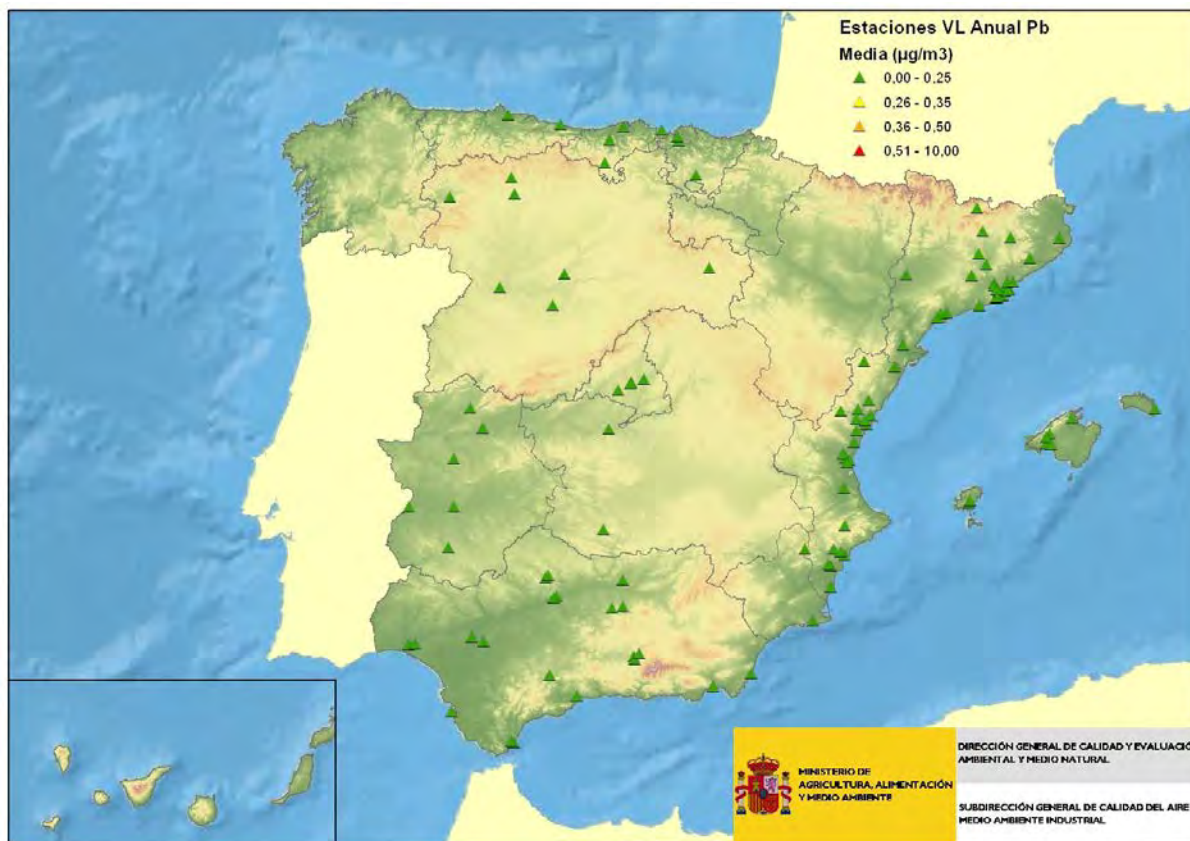 Estaciones VL Anual Pb
Media (µg/m3)
0,00 - 0,25
0,26 - 0,35
0,36 - 0,50
0,51 - 10,00
MINISTERIO DE
AGRICULTURA, ALIMENTACIÓN
Y MEDIO AMBIENTE
DIRECCIÓN GENERAL DE CALIDAD Y EVALUACIÓ
AMBIENTAL Y MEDIO NATURAL
SUBDIRECCIÓN GENERAL DE CALIDAD DEL AIRE
MEDIO AMBIENTE INDUSTRIAL